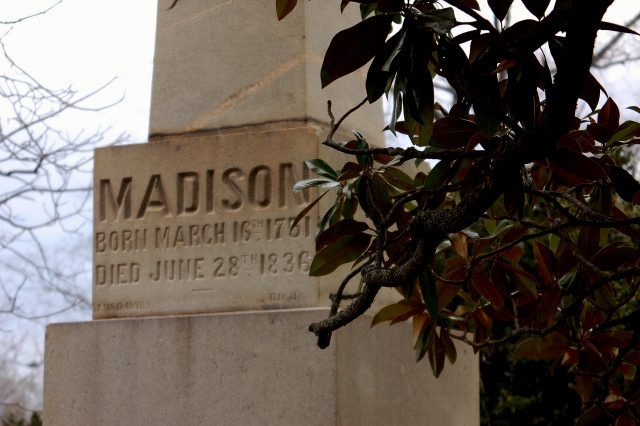 MADISON
BORN MARCH 16TH 1751
DIED JUNE 28TH 1836